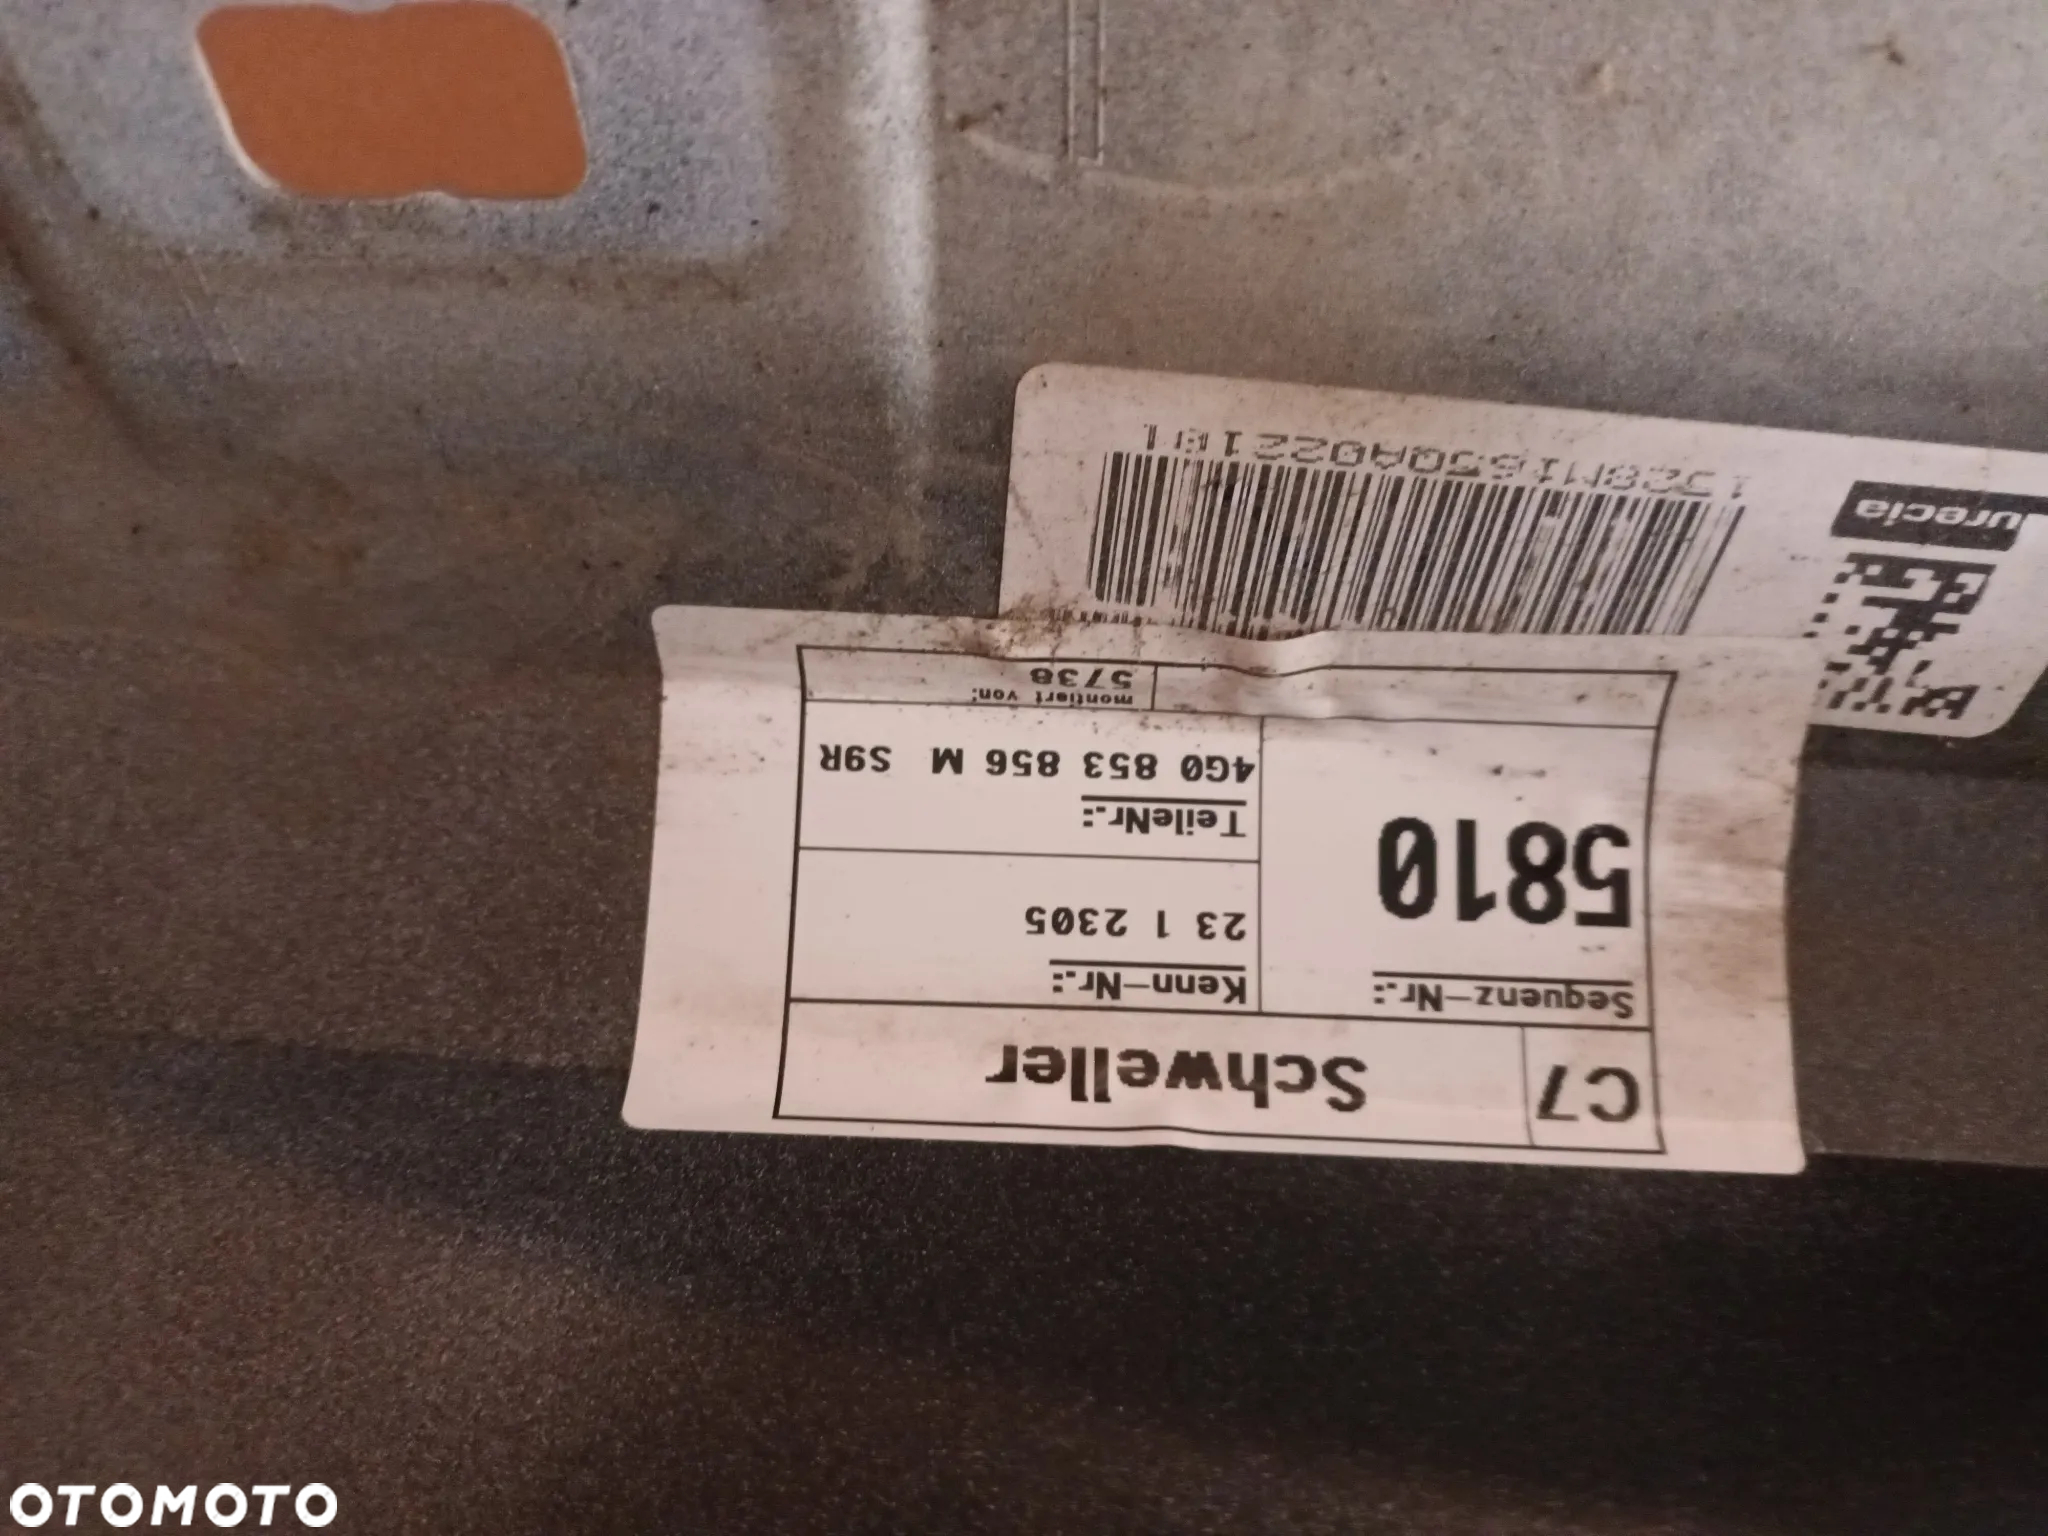 C7 Schweller
Sequenz-Nr.:
5810
Kenn-Nr.:
23 1 2305
TeileNr.:
4G0 853 856 M S9R
montiert von:
5738
urecia
OTOMOTO